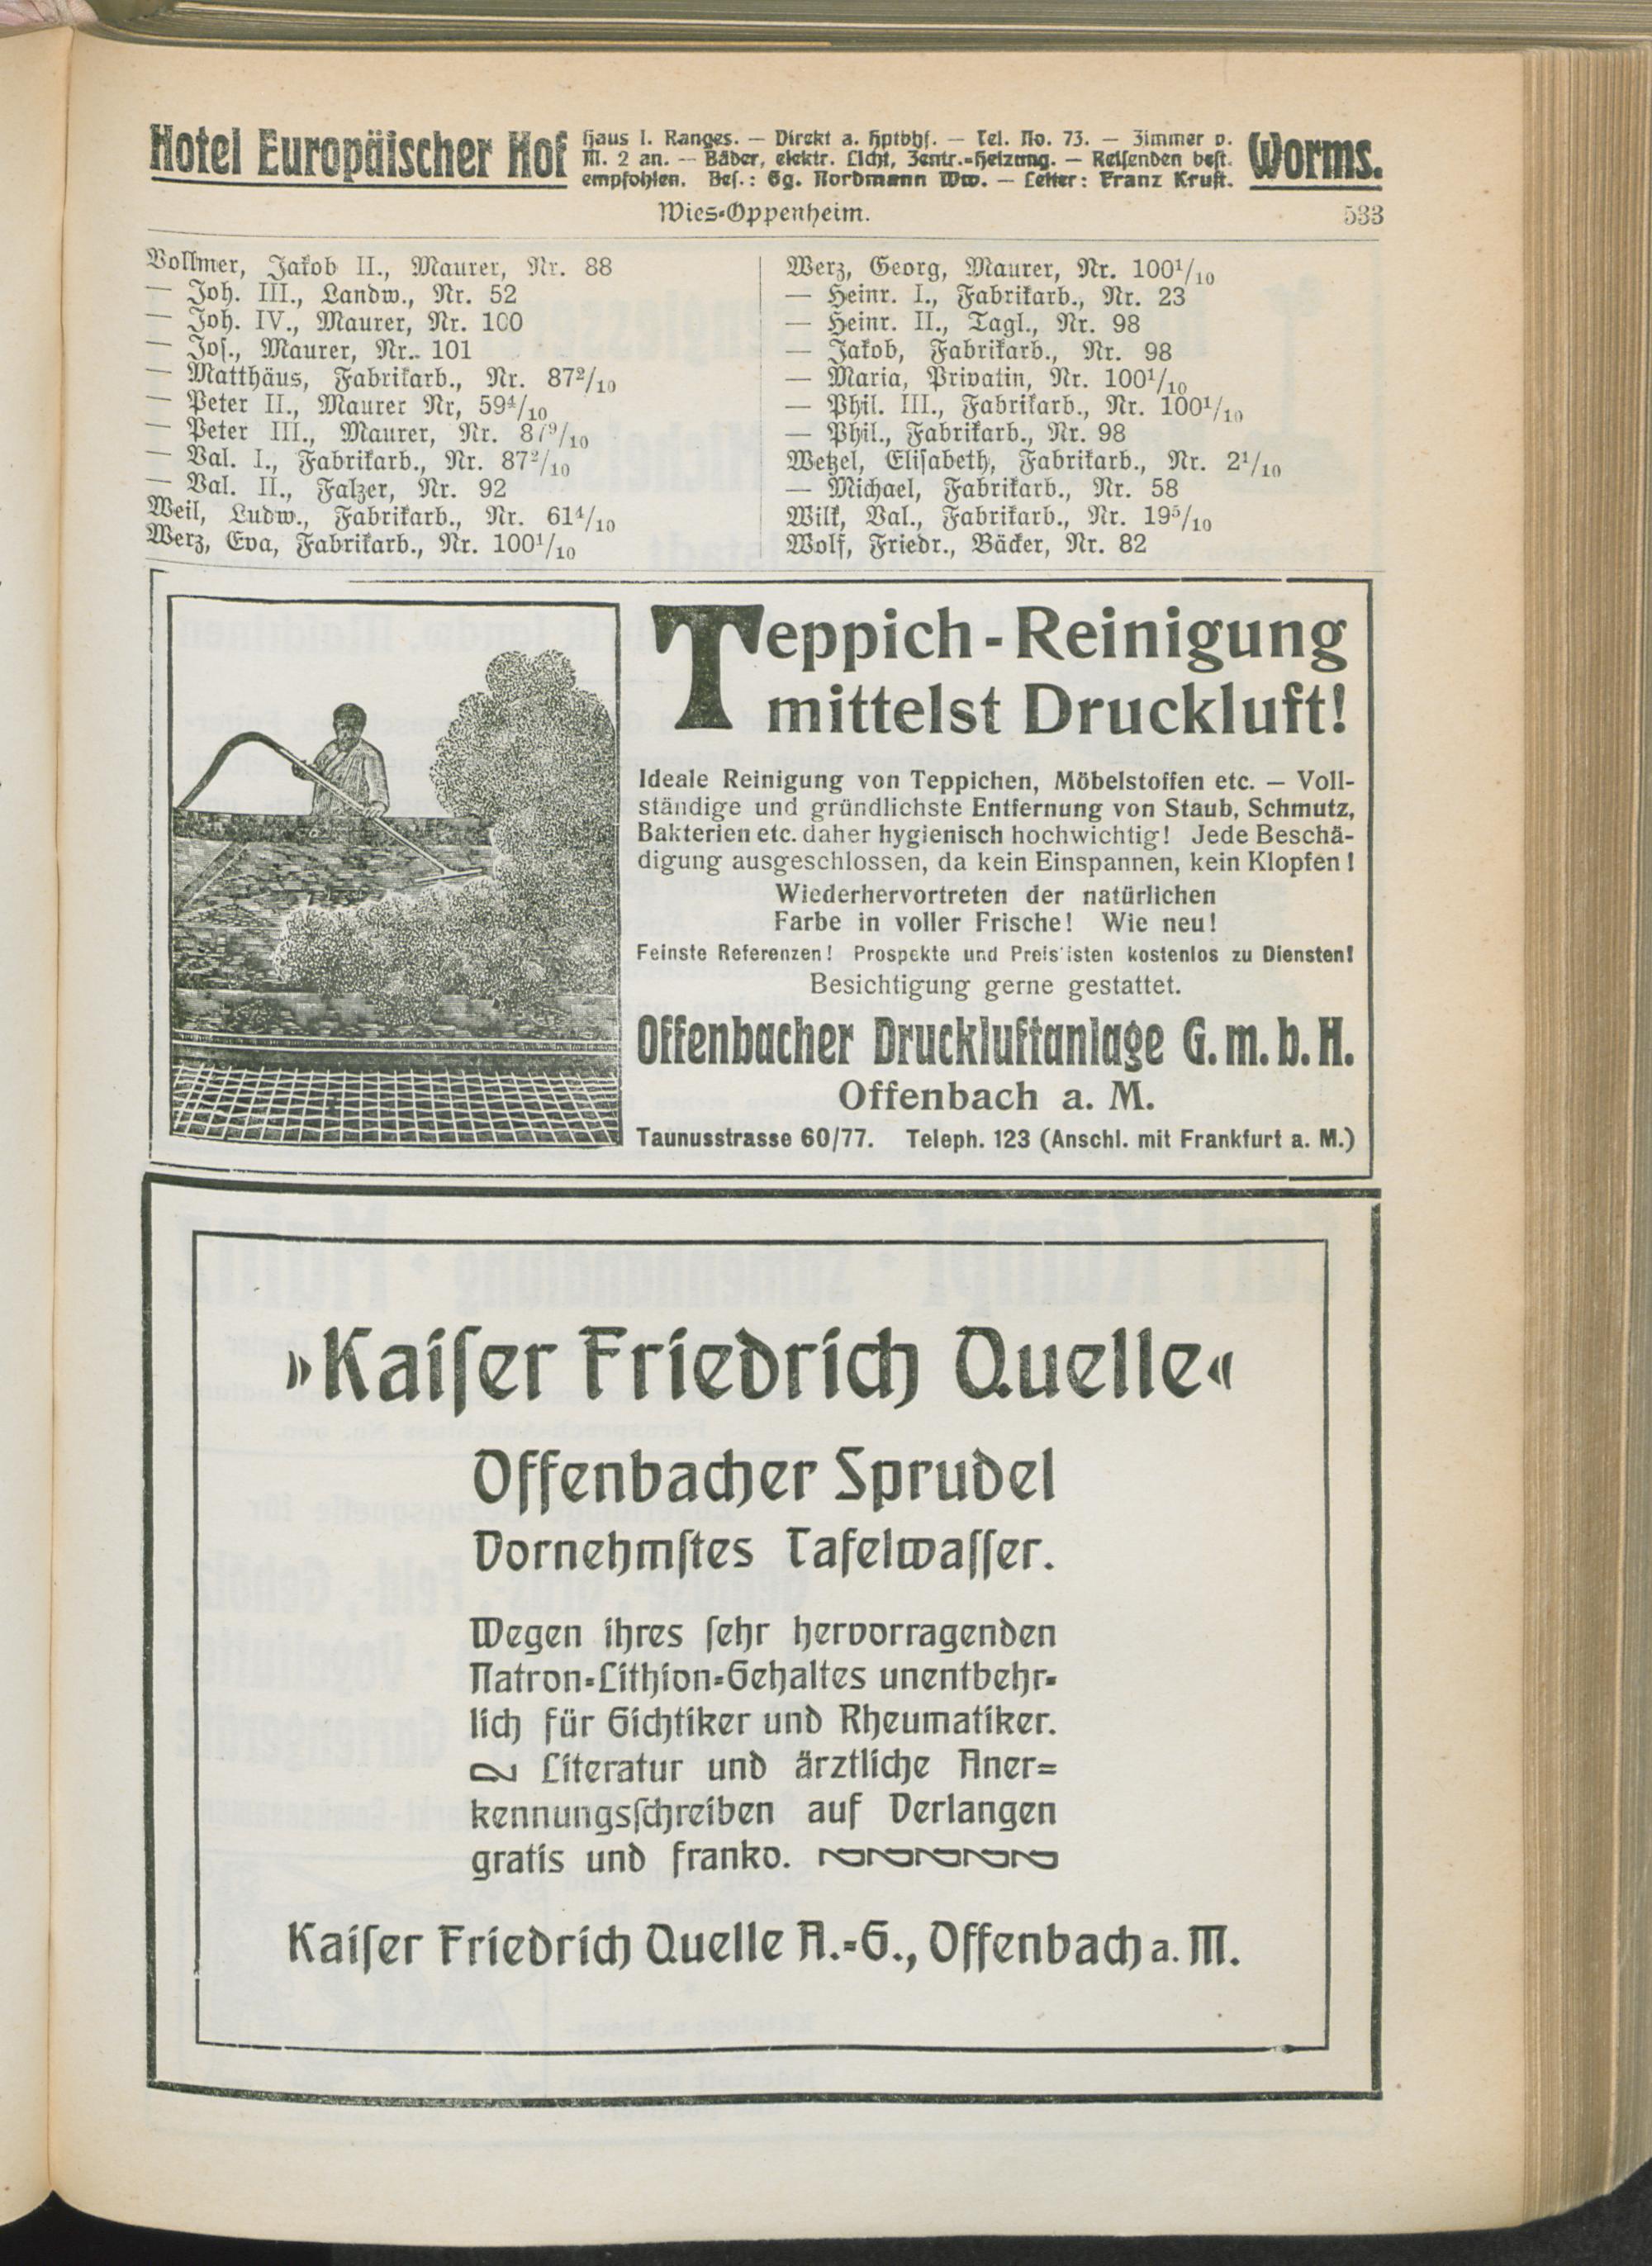 Hotel Europäischer Hof
Haus I. Ranges. — Direkt a. Hptbhf. — Tel. No. 73. — Zimmer v.
M. 2 an. — Bäder, elektr. Licht, Zentr.-Heizung. — Reisenden best.
empfohlen. Bes.: Gg. Nordmann Ww. — Leiter: Franz Krust.
Worms.
Wies-Oppenheim.
533
Vollmer, Jakob II., Maurer, Nr. 88
— Joh. III., Landw., Nr. 52
— Joh. IV., Maurer, Nr. 100
— Jos., Maurer, Nr. 101
— Matthäus, Fabrikarb., Nr. 87²/₁₀
— Peter II., Maurer Nr, 59⁴/₁₀
— Peter III., Maurer, Nr. 87⁹/₁₀
— Val. I., Fabrikarb., Nr. 87²/₁₀
— Val. II., Falzer, Nr. 92
Weil, Ludw., Fabrikarb., Nr. 61⁴/₁₀
Werz, Eva, Fabrikarb., Nr. 100¹/₁₀
Werz, Georg, Maurer, Nr. 100¹/₁₀
— Heinr. I., Fabrikarb., Nr. 23
— Heinr. II., Tagl., Nr. 98
— Jakob, Fabrikarb., Nr. 98
— Maria, Privatin, Nr. 100¹/₁₀
— Phil. III., Fabrikarb., Nr. 100¹/₁₀
— Phil., Fabrikarb., Nr. 98
Wetzel, Elisabeth, Fabrikarb., Nr. 2¹/₁₀
— Michael, Fabrikarb., Nr. 58
Wilk, Val., Fabrikarb., Nr. 19⁵/₁₀
Wolf, Friedr., Bäcker, Nr. 82
Teppich-Reinigung
mittelst Druckluft!
Ideale Reinigung von Teppichen, Möbelstoffen etc. — Voll-
ständige und gründlichste Entfernung von Staub, Schmutz,
Bakterien etc. daher hygienisch hochwichtig! Jede Beschä-
digung ausgeschlossen, da kein Einspannen, kein Klopfen!
Wiederhervortreten der natürlichen
Farbe in voller Frische! Wie neu!
Feinste Referenzen! Prospekte und Preislisten kostenlos zu Diensten!
Besichtigung gerne gestattet.
Offenbacher Druckluftanlage G. m. b. H.
Offenbach a. M.
Taunusstrasse 60/77. Teleph. 123 (Anschl. mit Frankfurt a. M.)
»Kaiser Friedrich Quelle«
Offenbacher Sprudel
Vornehmstes Tafelwasser.
Wegen ihres sehr hervorragenden
Natron-Lithion-Gehaltes unentbehr-
lich für Gichtiker und Rheumatiker.
Literatur und ärztliche Aner-
kennungsschreiben auf Verlangen
gratis und franko.
Kaiser Friedrich Quelle A.-G., Offenbach a. M.